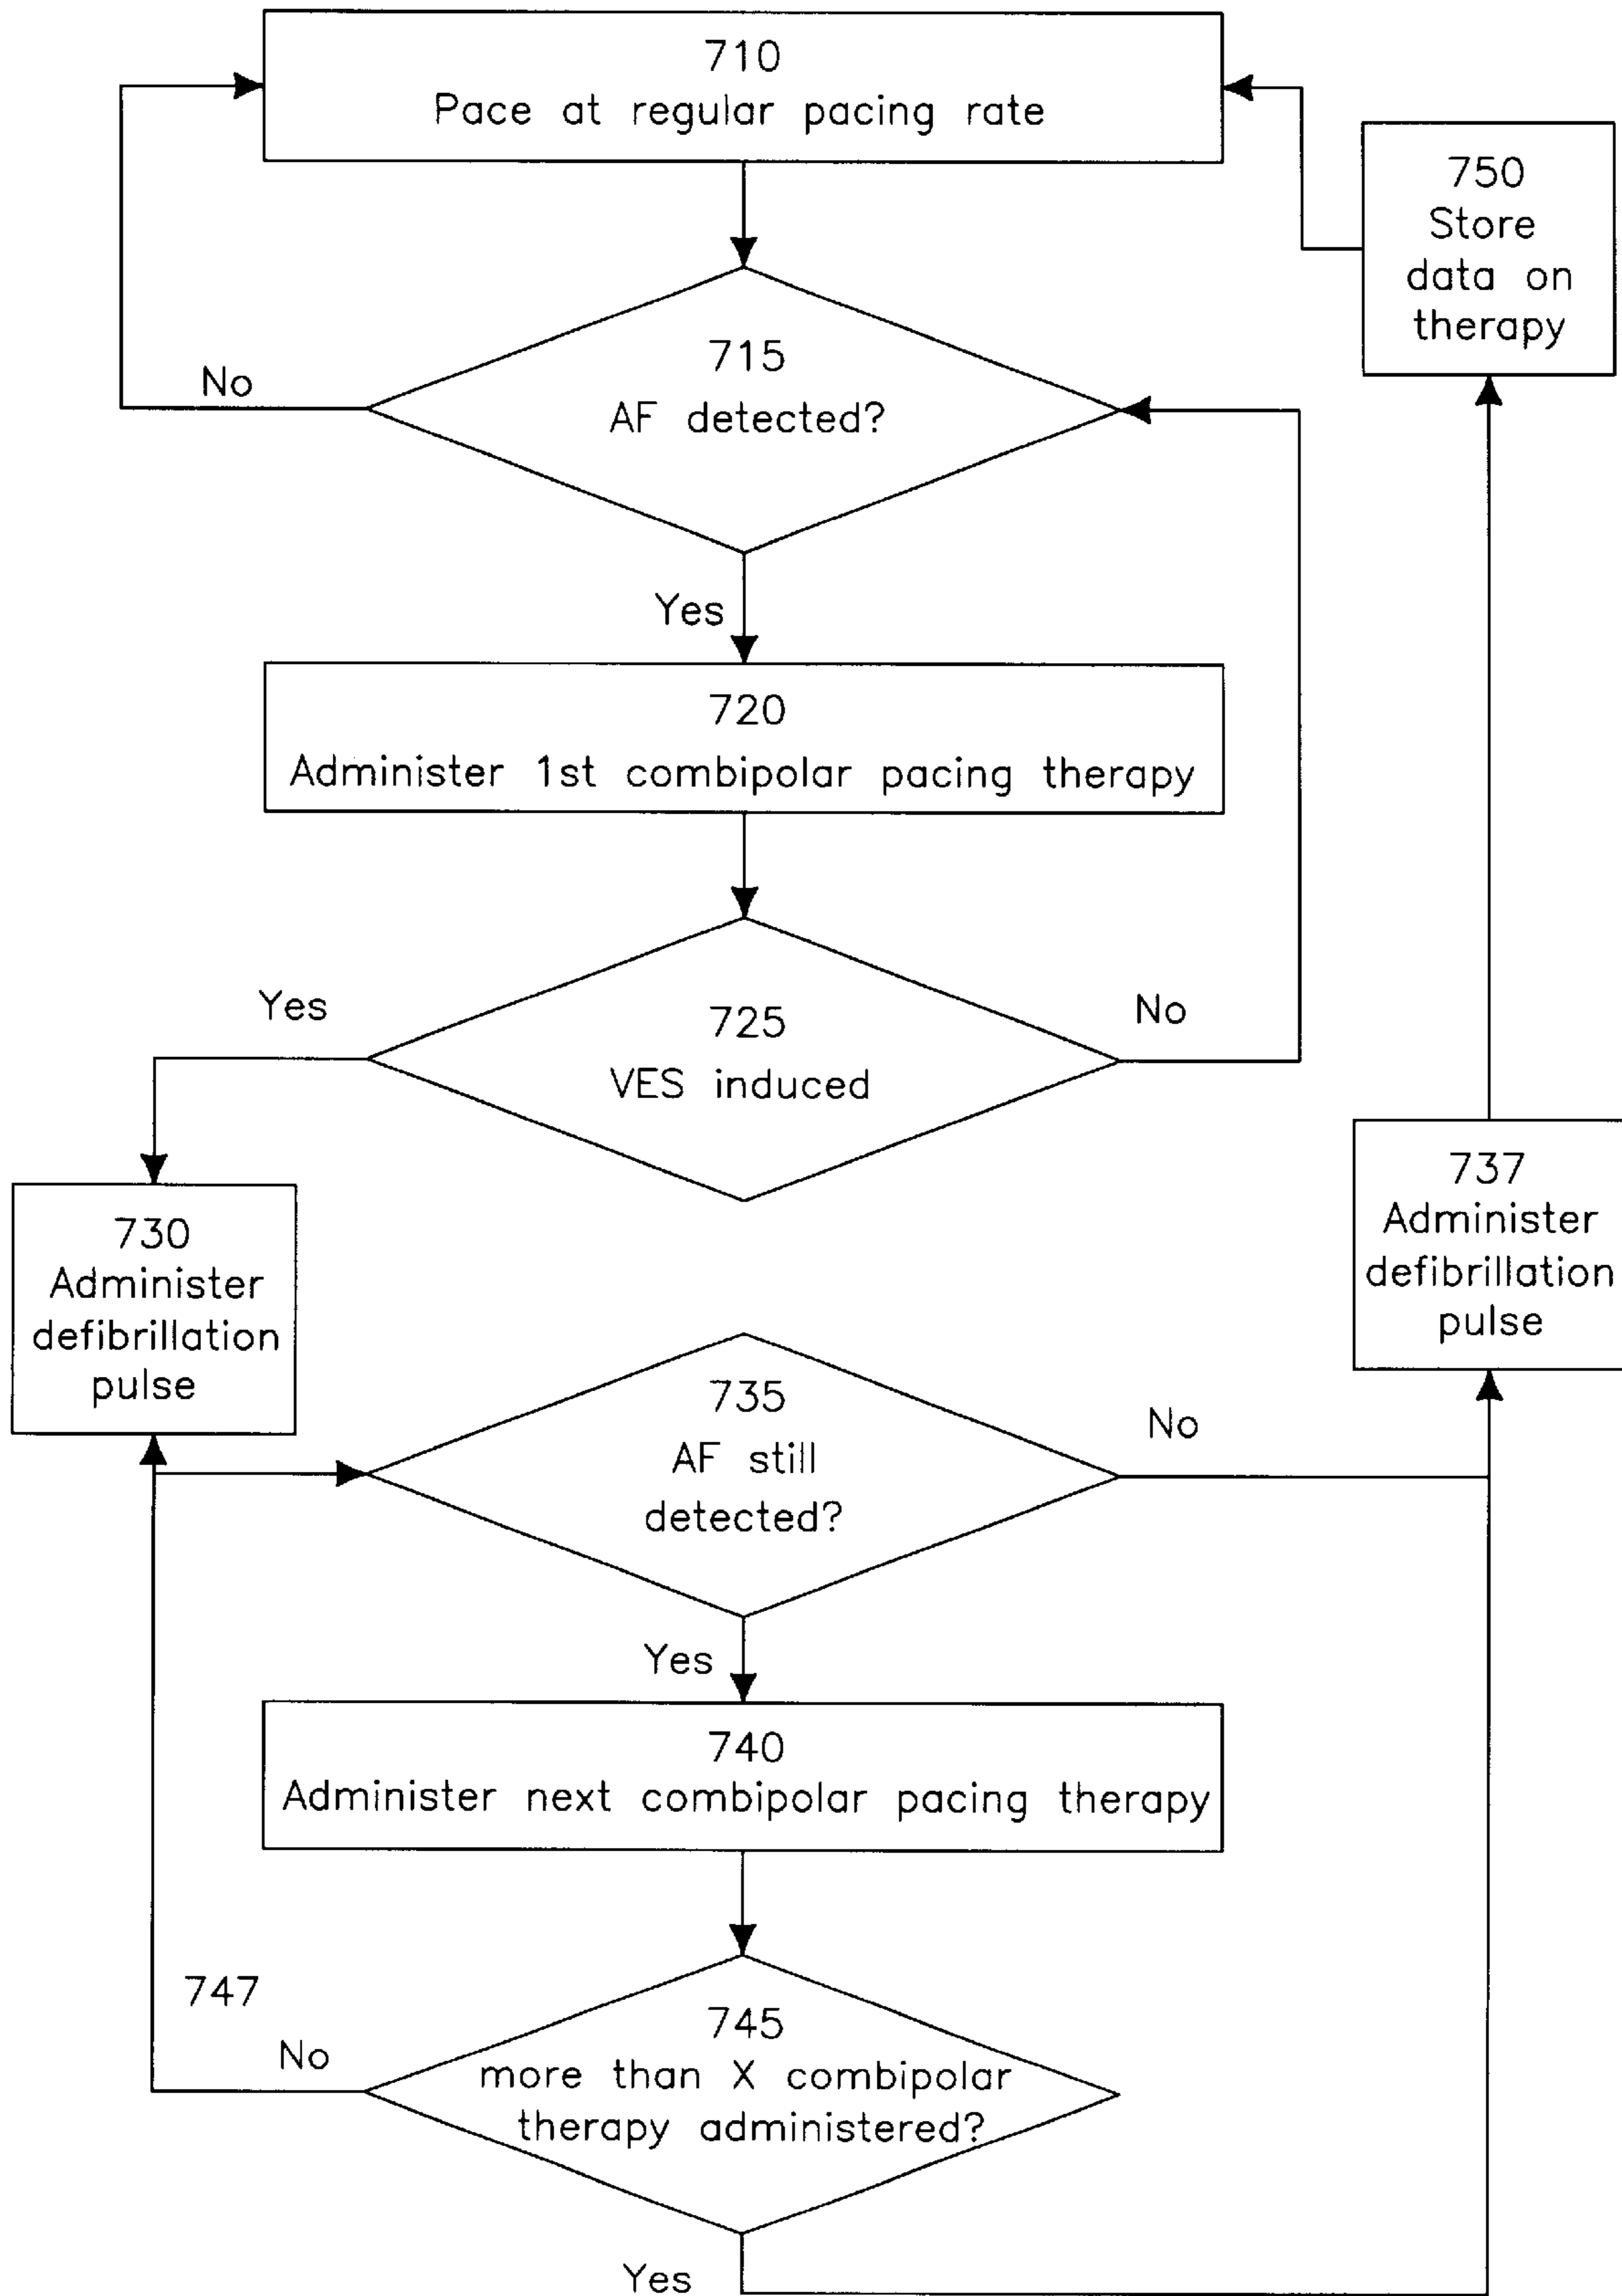 710
Pace at regular pacing rate
750
Store
data on
therapy
715
AF detected?
No
Yes
720
Administer 1st combipolar pacing therapy
725
VES induced
Yes
No
730
Administer
defibrillation
pulse
737
Administer
defibrillation
pulse
735
AF still
detected?
No
Yes
740
Administer next combipolar pacing therapy
747
No
745
more than X combipolar
therapy administered?
Yes